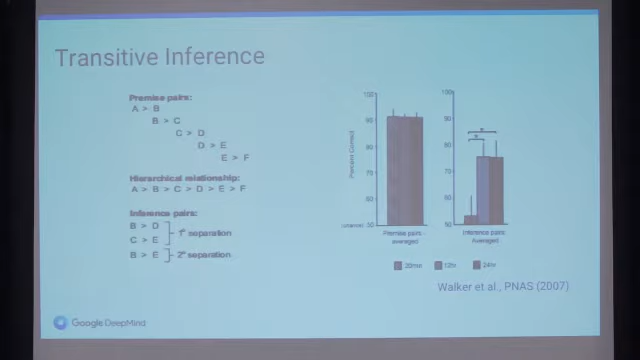 Transitive Inference
Premise pairs:
A > B
B > C
C > D
D > E
E > F
Hierarchical relationship:
A > B > C > D > E > F
Inference pairs:
B > D
C > E
1° separation
B > E
2° separation
Percent Correct
100
90
80
70
60
50
Premise pairs
averaged
100
90
80
70
60
50
Inference pairs
Averaged
*
*
20min
12hr
24hr
Walker et al., PNAS (2007)
Google DeepMind